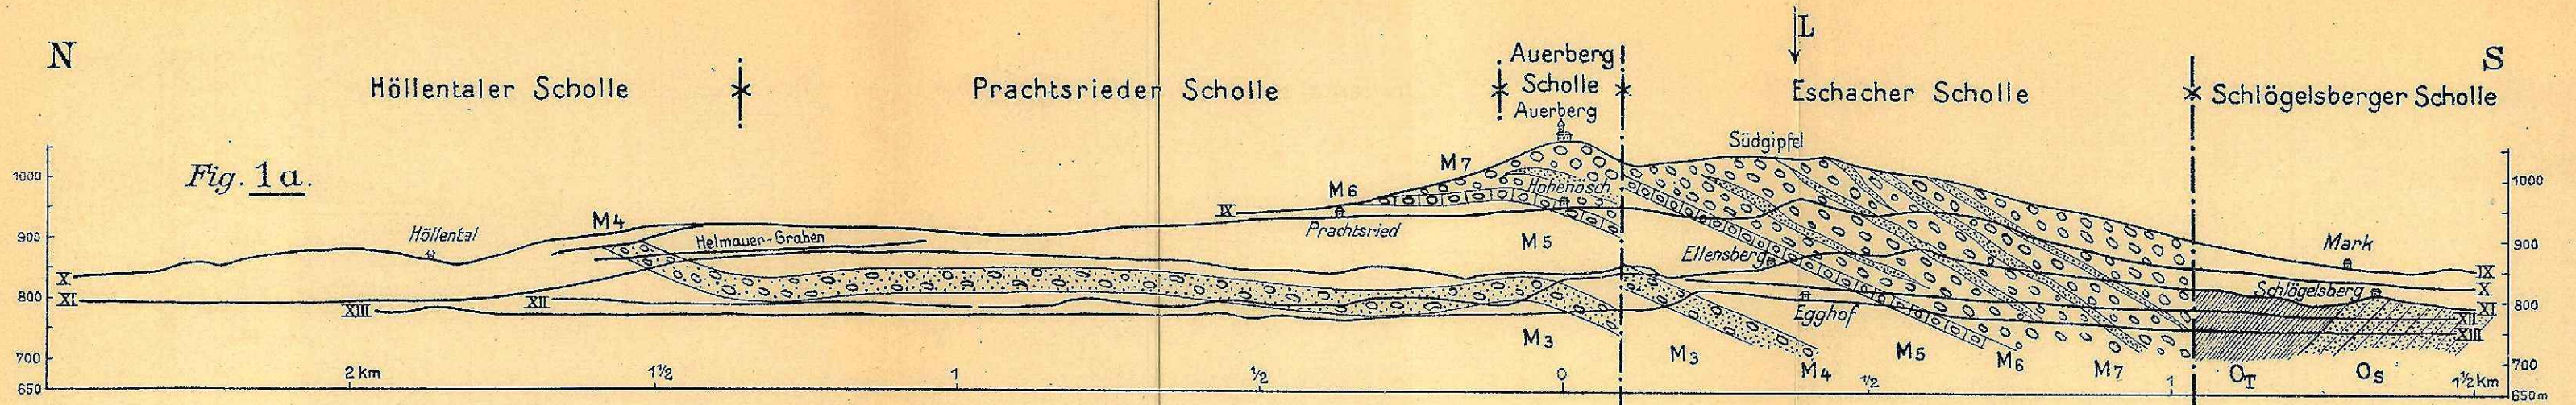 N
Höllentaler Scholle
Prachtsrieder Scholle
Auerberg
Scholle
Auerberg
L
Eschacher Scholle
S
Schlögelsberger Scholle
Fig. 1a.
1000
900
800
700
650
Höllental
M4
Helmauer-Graben
IX
M6
M7
Prachtsried
Hohenösch
M5
Südgipfel
Ellensberg
Egghof
Mark
Schlögelsberg
X
XI
XIII
XII
IX
X
XI
XII
XIII
1000
900
800
700
650m
M3
M3
M4
M5
M6
M7
OT
OS
2 km
1½
1
½
0
½
1
1½ km